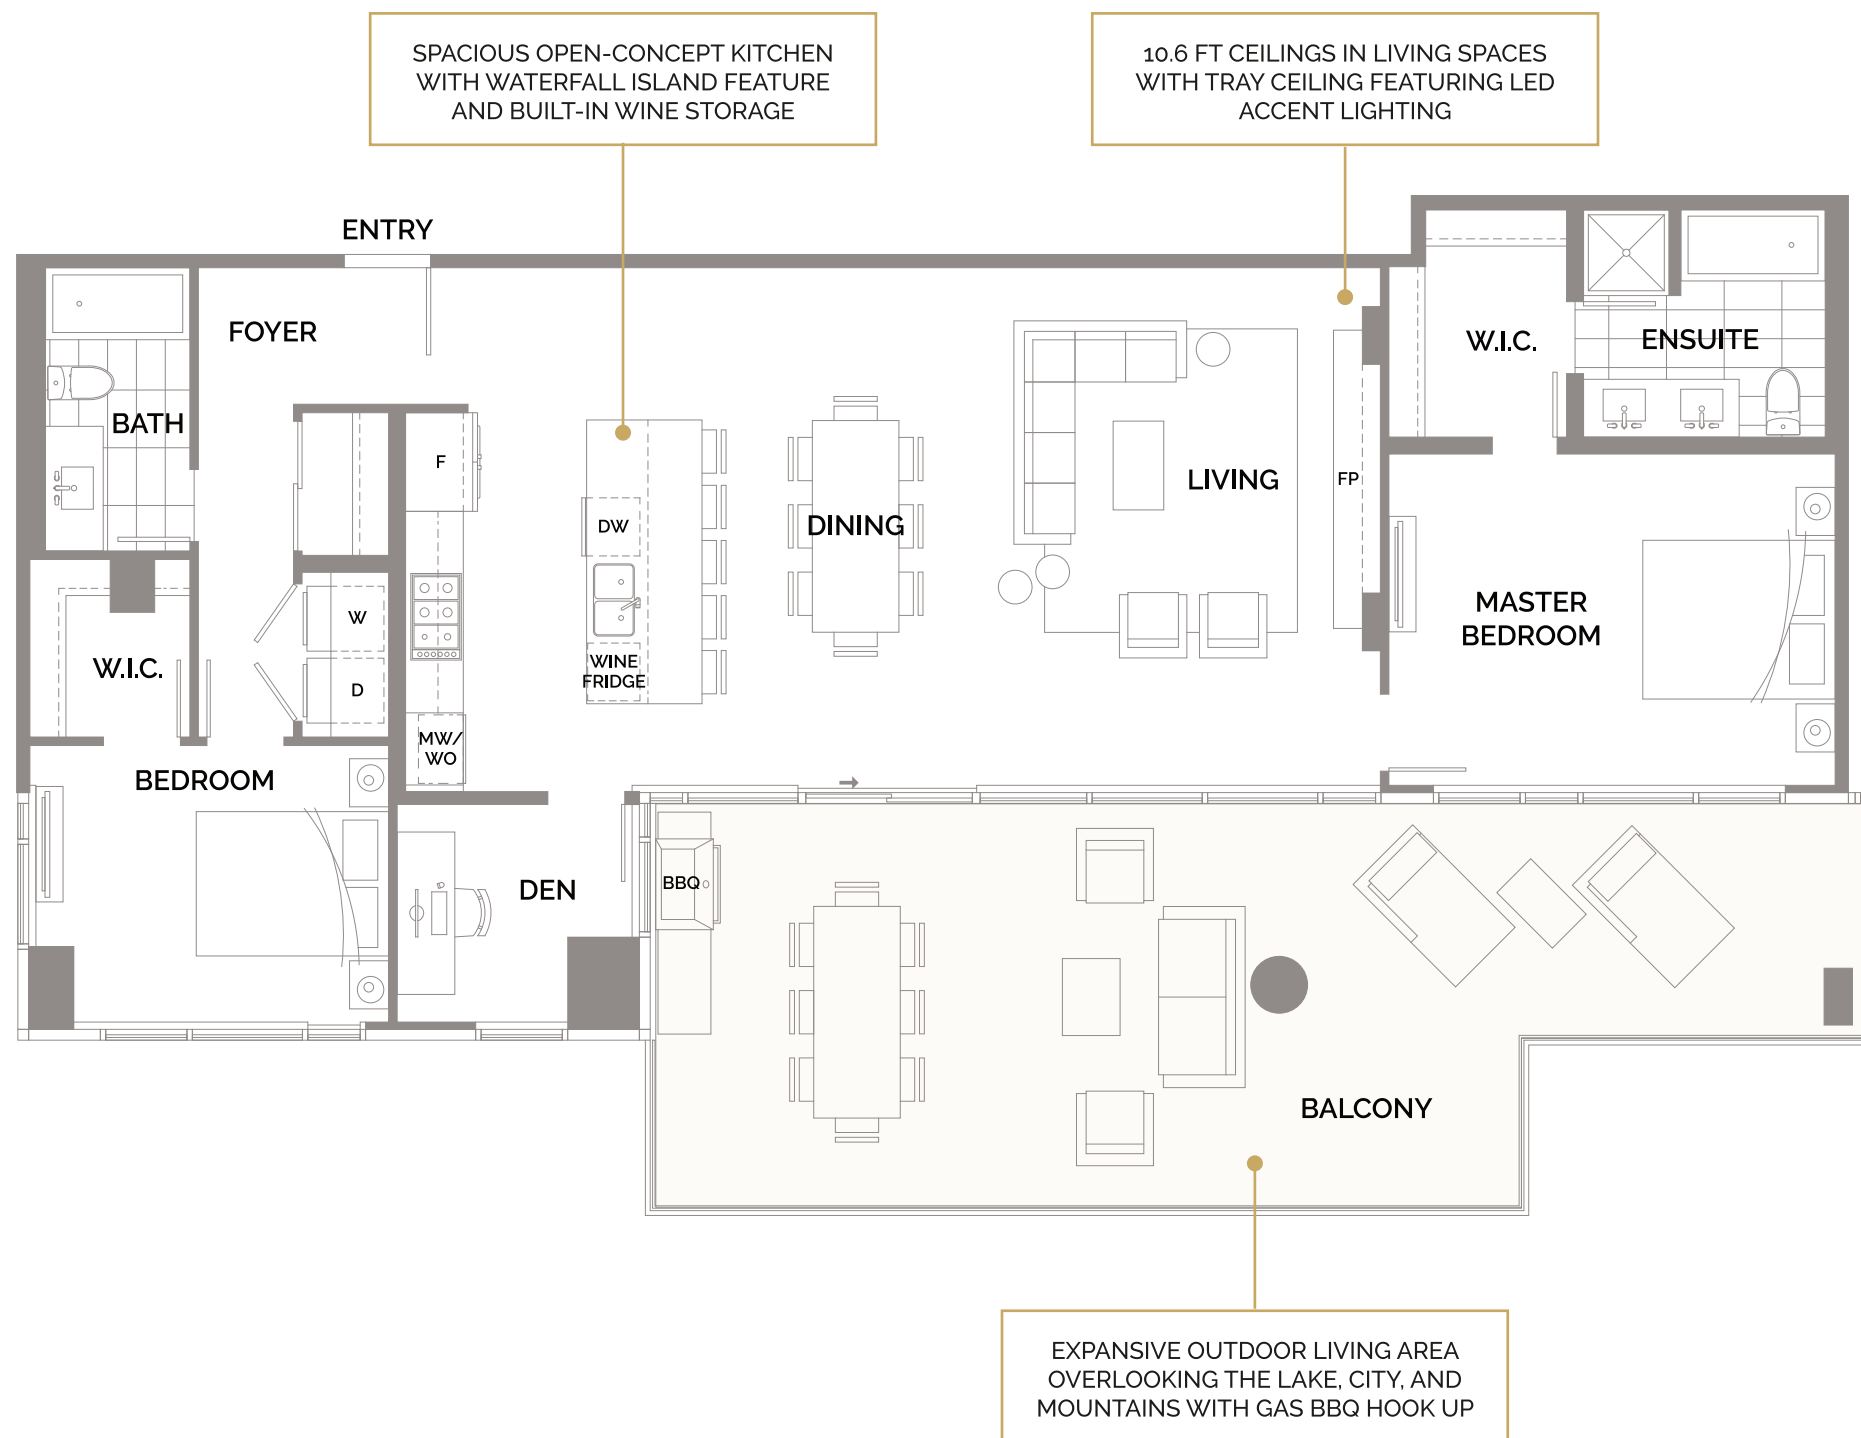 SPACIOUS OPEN-CONCEPT KITCHEN
WITH WATERFALL ISLAND FEATURE
AND BUILT-IN WINE STORAGE
10.6 FT CEILINGS IN LIVING SPACES
WITH TRAY CEILING FEATURING LED
ACCENT LIGHTING
ENTRY
FOYER
BATH
W.I.C.
ENSUITE
F
LIVING
FP
DW
DINING
MASTER
BEDROOM
W
WINE
FRIDGE
W.I.C.
D
MW/
WO
BEDROOM
DEN
BBQ
BALCONY
EXPANSIVE OUTDOOR LIVING AREA
OVERLOOKING THE LAKE, CITY, AND
MOUNTAINS WITH GAS BBQ HOOK UP